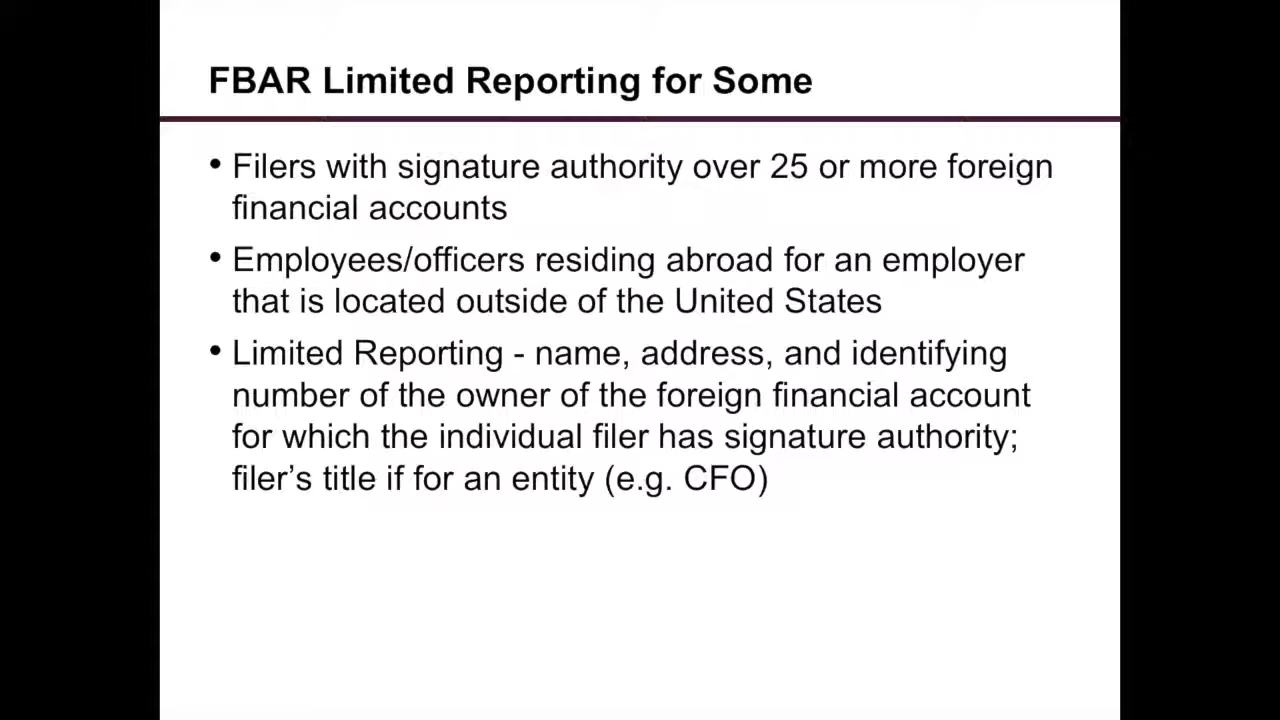 FBAR Limited Reporting for Some
• Filers with signature authority over 25 or more foreign
financial accounts
• Employees/officers residing abroad for an employer
that is located outside of the United States
• Limited Reporting - name, address, and identifying
number of the owner of the foreign financial account
for which the individual filer has signature authority;
filer’s title if for an entity (e.g. CFO)